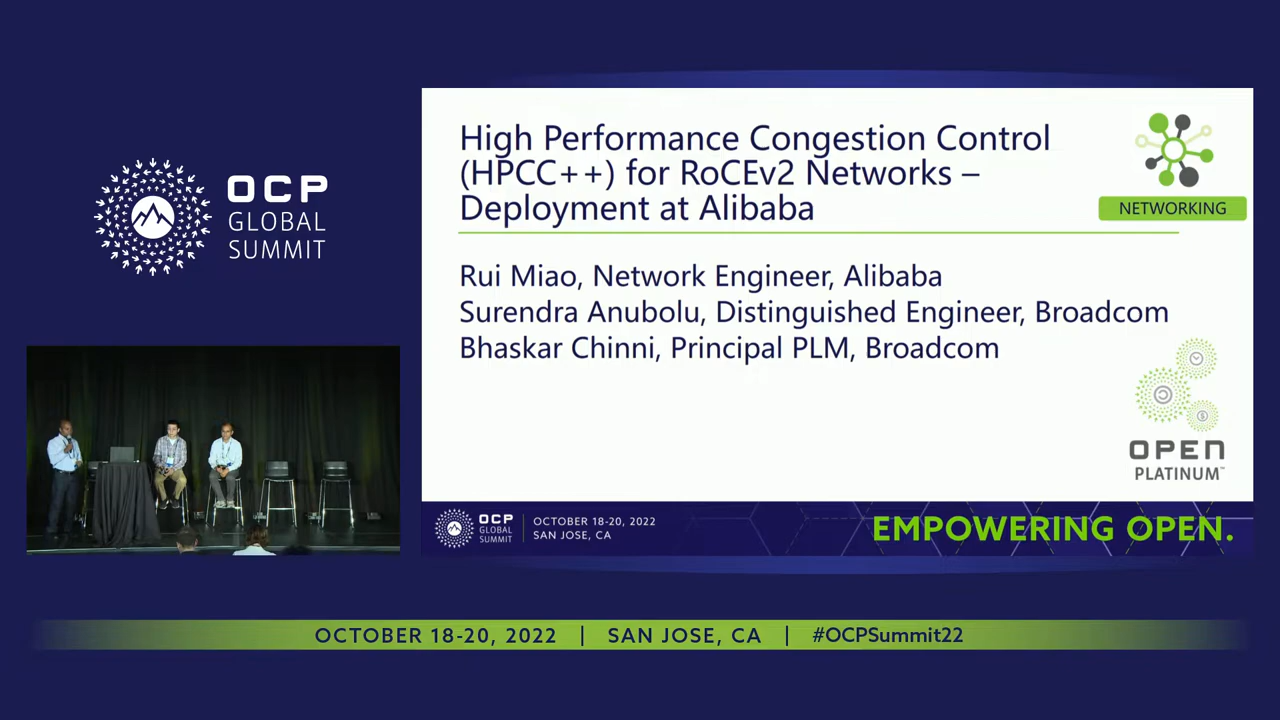 OCP
GLOBAL
SUMMIT
High Performance Congestion Control
(HPCC++) for RoCEv2 Networks –
Deployment at Alibaba
NETWORKING
Rui Miao, Network Engineer, Alibaba
Surendra Anubolu, Distinguished Engineer, Broadcom
Bhaskar Chinni, Principal PLM, Broadcom
OPEN
PLATINUM™
OCP
GLOBAL
SUMMIT
OCTOBER 18-20, 2022
SAN JOSE, CA
EMPOWERING OPEN.
OCTOBER 18-20, 2022 | SAN JOSE, CA | #OCPSummit22